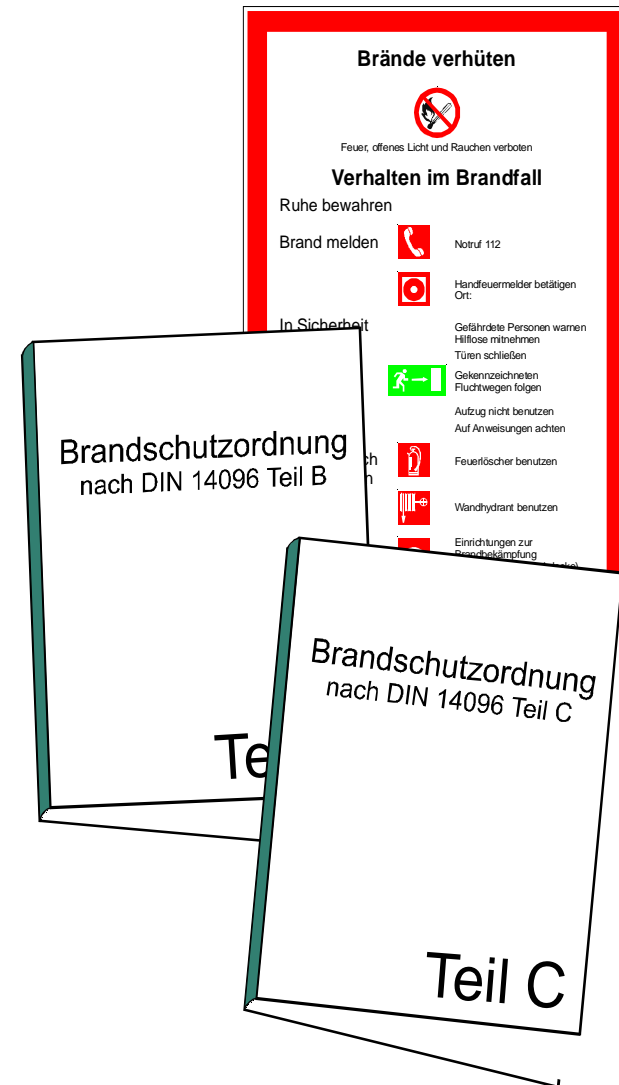 Brände verhüten
Feuer, offenes Licht und Rauchen verboten
Verhalten im Brandfall
Ruhe bewahren
Brand melden
Notruf 112
Handfeuermelder betätigen
Ort:
In Sicherheit
Gefährdete Personen warnen
Hilflose mitnehmen
Türen schließen
Gekennzeichneten
Fluchtwegen folgen
Aufzug nicht benutzen
Auf Anweisungen achten
Feuerlöscher benutzen
Wandhydrant benutzen
Einrichtungen zur
Brandbekämpfung
Brandschutzordnung
nach DIN 14096 Teil B
Brandschutzordnung
nach DIN 14096 Teil C
Teil C